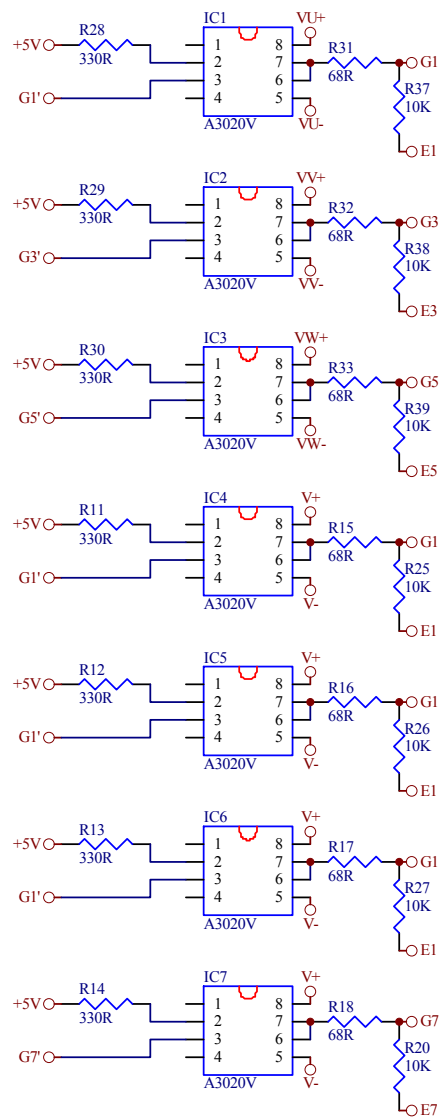 IC1 VU+
+5V R28 1 8 R31 G1
330R 2 7 68R
G1' 3 6 R37
4 5 10K
A3020V VU- E1
IC2 VV+
+5V R29 1 8 R32 G3
330R 2 7 68R
G3' 3 6 R38
4 5 10K
A3020V VV- E3
IC3 VW+
+5V R30 1 8 R33 G5
330R 2 7 68R
G5' 3 6 R39
4 5 10K
A3020V VW- E5
IC4 V+
+5V R11 1 8 R15 G1
330R 2 7 68R
G1' 3 6 R25
4 5 10K
A3020V V- E1
IC5 V+
+5V R12 1 8 R16 G1
330R 2 7 68R
G1' 3 6 R26
4 5 10K
A3020V V- E1
IC6 V+
+5V R13 1 8 R17 G1
330R 2 7 68R
G1' 3 6 R27
4 5 10K
A3020V V- E1
IC7 V+
+5V R14 1 8 R18 G7
330R 2 7 68R
G7' 3 6 R20
4 5 10K
A3020V V- E7